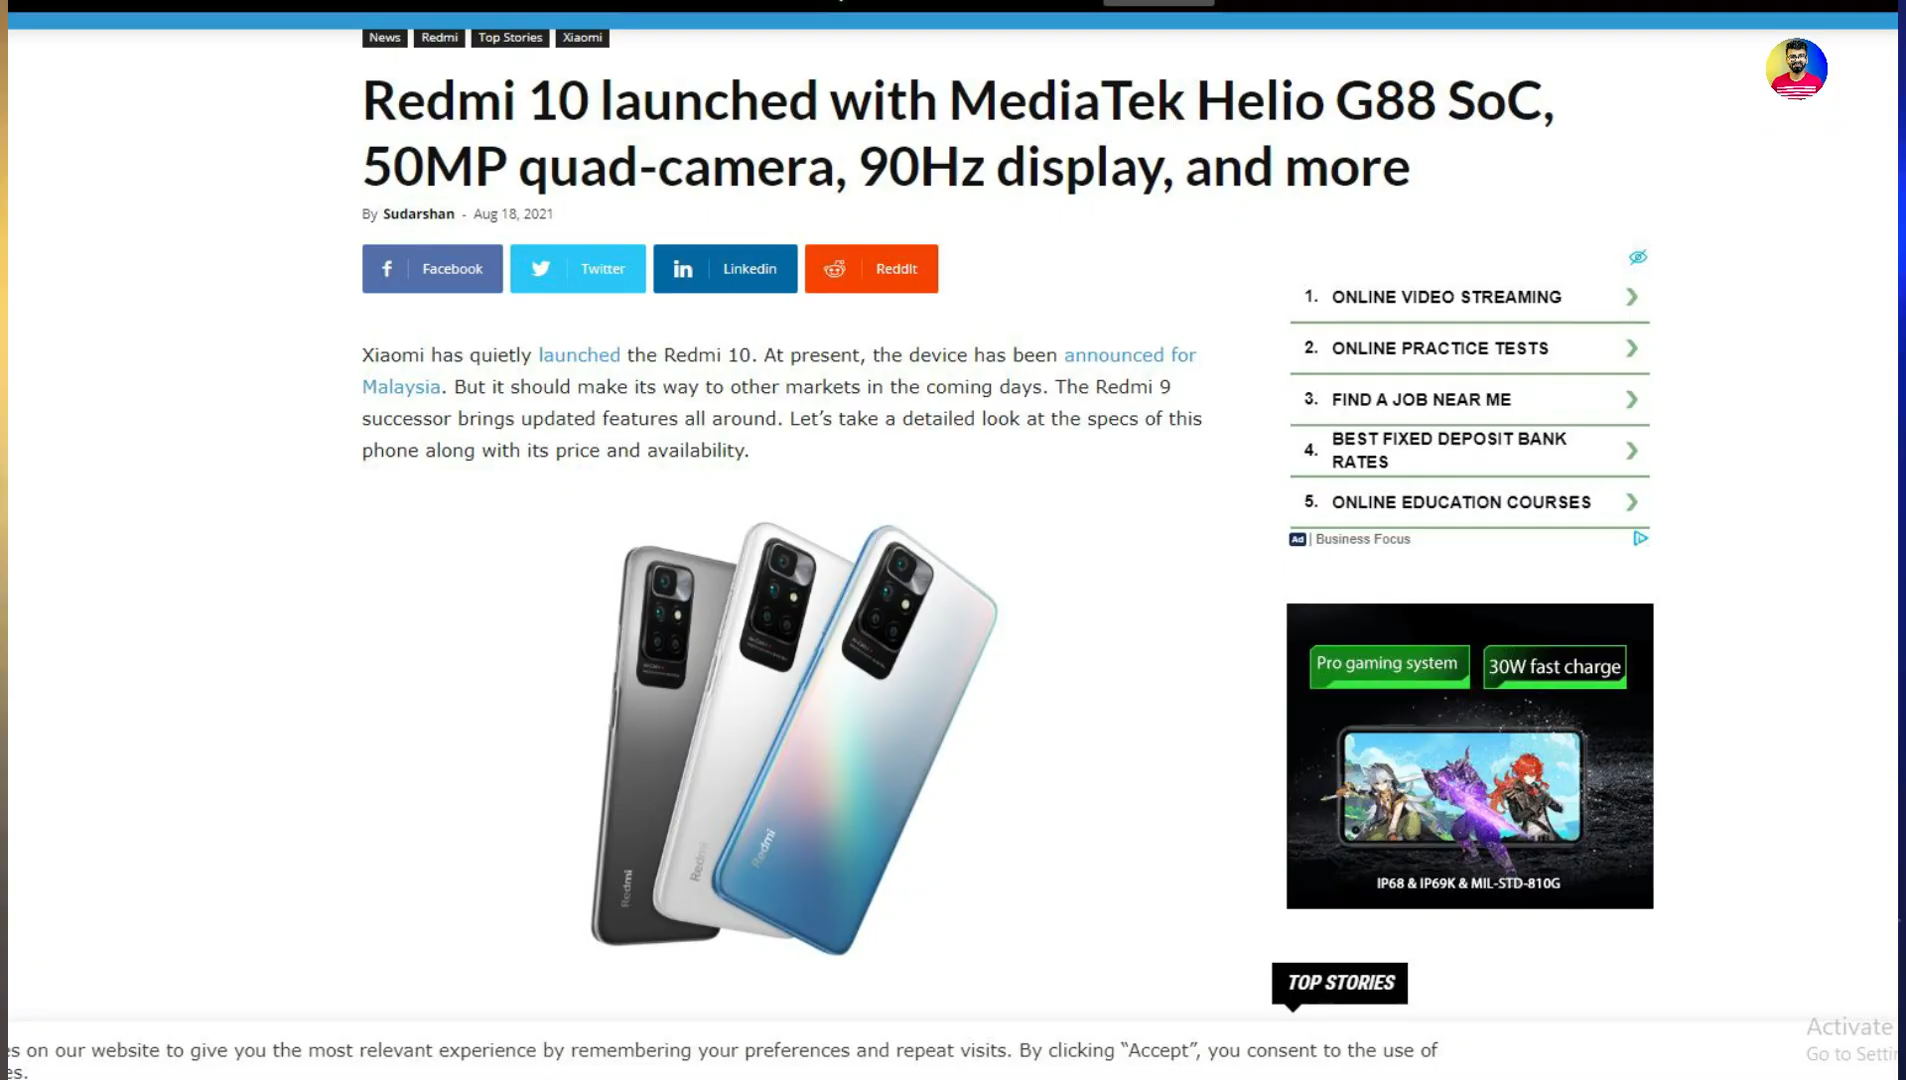 News Redmi Top Stories Xiaomi
Redmi 10 launched with MediaTek Helio G88 SoC,
50MP quad-camera, 90Hz display, and more
By Sudarshan - Aug 18, 2021
Facebook Twitter Linkedin ReddIt
Xiaomi has quietly launched the Redmi 10. At present, the device has been announced for
Malaysia. But it should make its way to other markets in the coming days. The Redmi 9
successor brings updated features all around. Let’s take a detailed look at the specs of this
phone along with its price and availability.
Redmi
Redmi
Redmi
1. ONLINE VIDEO STREAMING
2. ONLINE PRACTICE TESTS
3. FIND A JOB NEAR ME
4. BEST FIXED DEPOSIT BANK
RATES
5. ONLINE EDUCATION COURSES
Ad | Business Focus
Pro gaming system 30W fast charge
IP68 & IP69K & MIL-STD-810G
TOP STORIES
Activate
Go to Settin
es on our website to give you the most relevant experience by remembering your preferences and repeat visits. By clicking “Accept”, you consent to the use of
es.